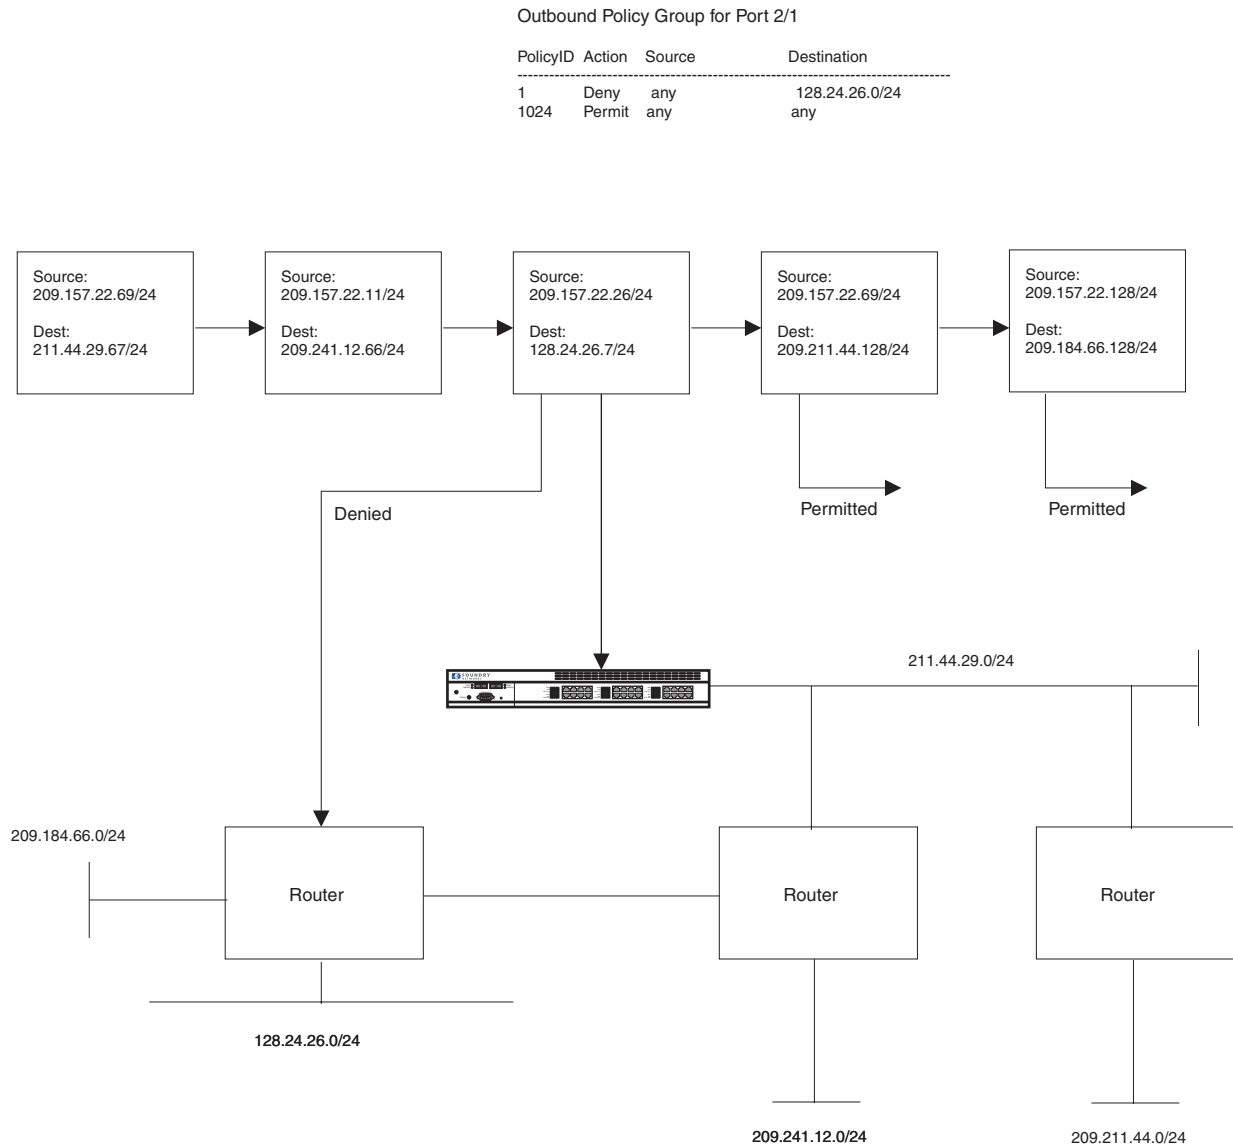 Outbound Policy Group for Port 2/1
PolicyID Action Source Destination
1 Deny any 128.24.26.0/24
1024 Permit any any
Source:
209.157.22.69/24
Dest:
211.44.29.67/24
Source:
209.157.22.11/24
Dest:
209.241.12.66/24
Source:
209.157.22.26/24
Dest:
128.24.26.7/24
Source:
209.157.22.69/24
Dest:
209.211.44.128/24
Source:
209.157.22.128/24
Dest:
209.184.66.128/24
Denied
Permitted
Permitted
FOUNDRY
NETWORKS
211.44.29.0/24
209.184.66.0/24
Router
Router
Router
128.24.26.0/24
209.241.12.0/24
209.211.44.0/24